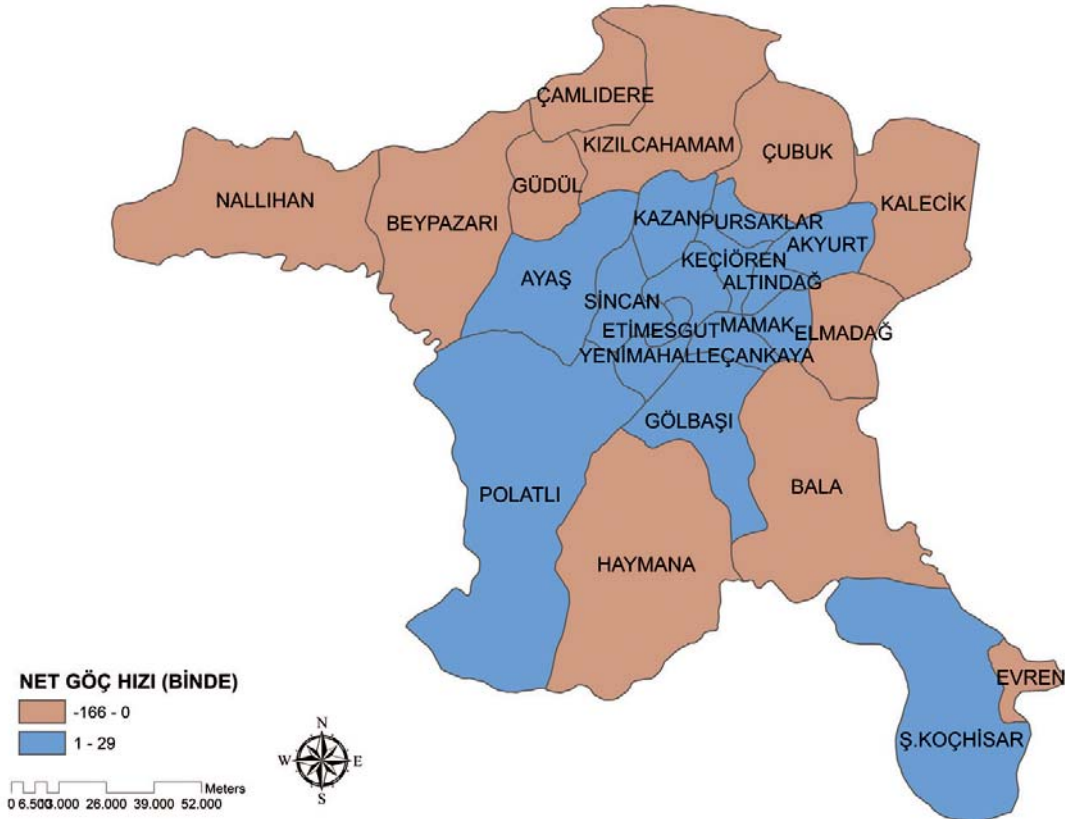 ÇAMLIDERE
KIZILCAHAMAM
ÇUBUK
NALLIHAN
GÜDÜL
BEYPAZARI
KALECİK
KAZAN
PURSAKLAR
AKYURT
KEÇİÖREN
AYAŞ
ALTINDAĞ
SİNCAN
ETİMESGUT
MAMAK
ELMADAĞ
YENİMAHALLE
ÇANKAYA
GÖLBAŞI
POLATLI
BALA
HAYMANA
EVREN
Ş.KOÇHİSAR
NET GÖÇ HIZI (BİNDE)
-166 - 0
1 - 29
N
W E
S
Meters
0 6.50013.000 26.000 39.000 52.000